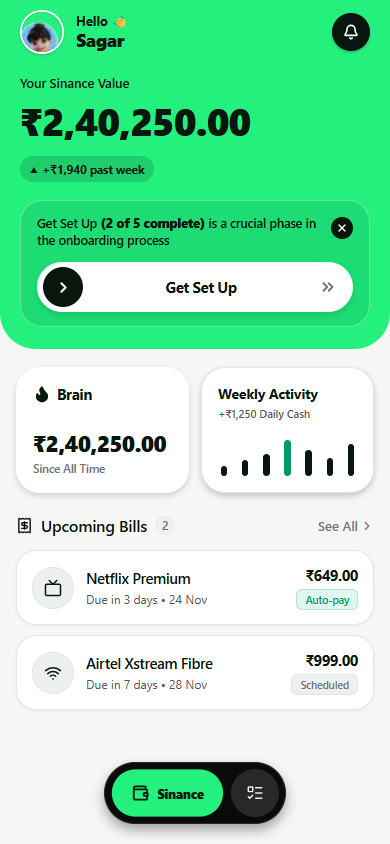 Hello 👋
Sagar
Your Sinance Value
₹2,40,250.00
▲ +₹1,940 past week
Get Set Up (2 of 5 complete) is a crucial phase in
the onboarding process
Get Set Up
Brain
₹2,40,250.00
Since All Time
Weekly Activity
+₹1,250 Daily Cash
Upcoming Bills 2
See All
Netflix Premium
₹649.00
Due in 3 days • 24 Nov
Auto-pay
Airtel Xstream Fibre
₹999.00
Due in 7 days • 28 Nov
Scheduled
Sinance